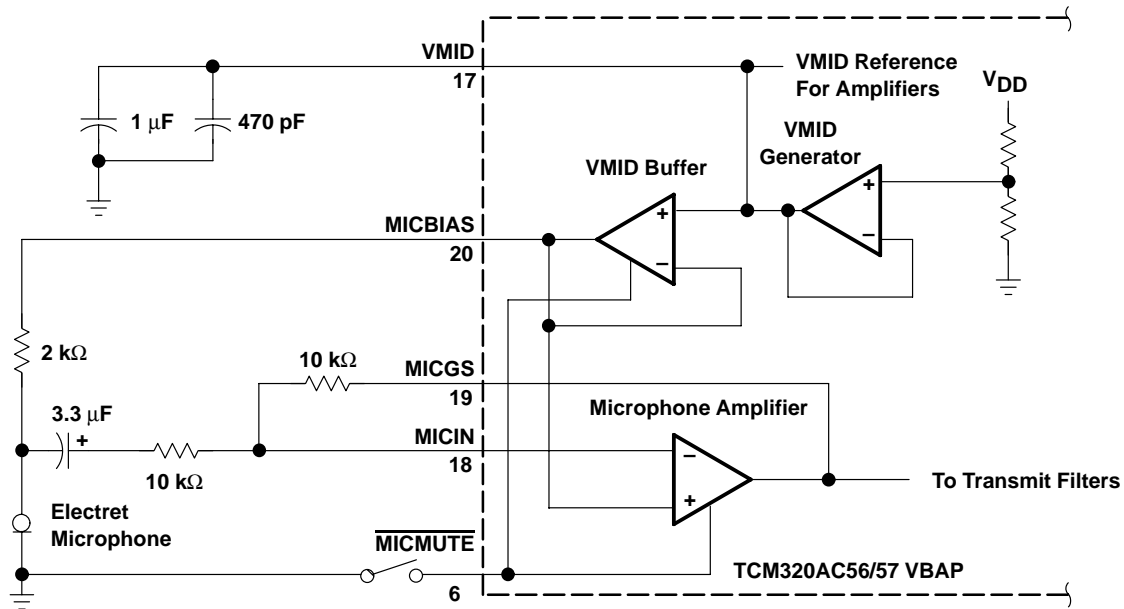 VMID
17
VMID Reference
For Amplifiers
VDD
1 μF
470 pF
VMID
Generator
VMID Buffer
+
−
+
−
MICBIAS
20
2 kΩ
10 kΩ
MICGS
19
3.3 μF
+
Microphone Amplifier
MICIN
18
10 kΩ
−
+
To Transmit Filters
Electret
Microphone
MICMUTE
6
TCM320AC56/57 VBAP